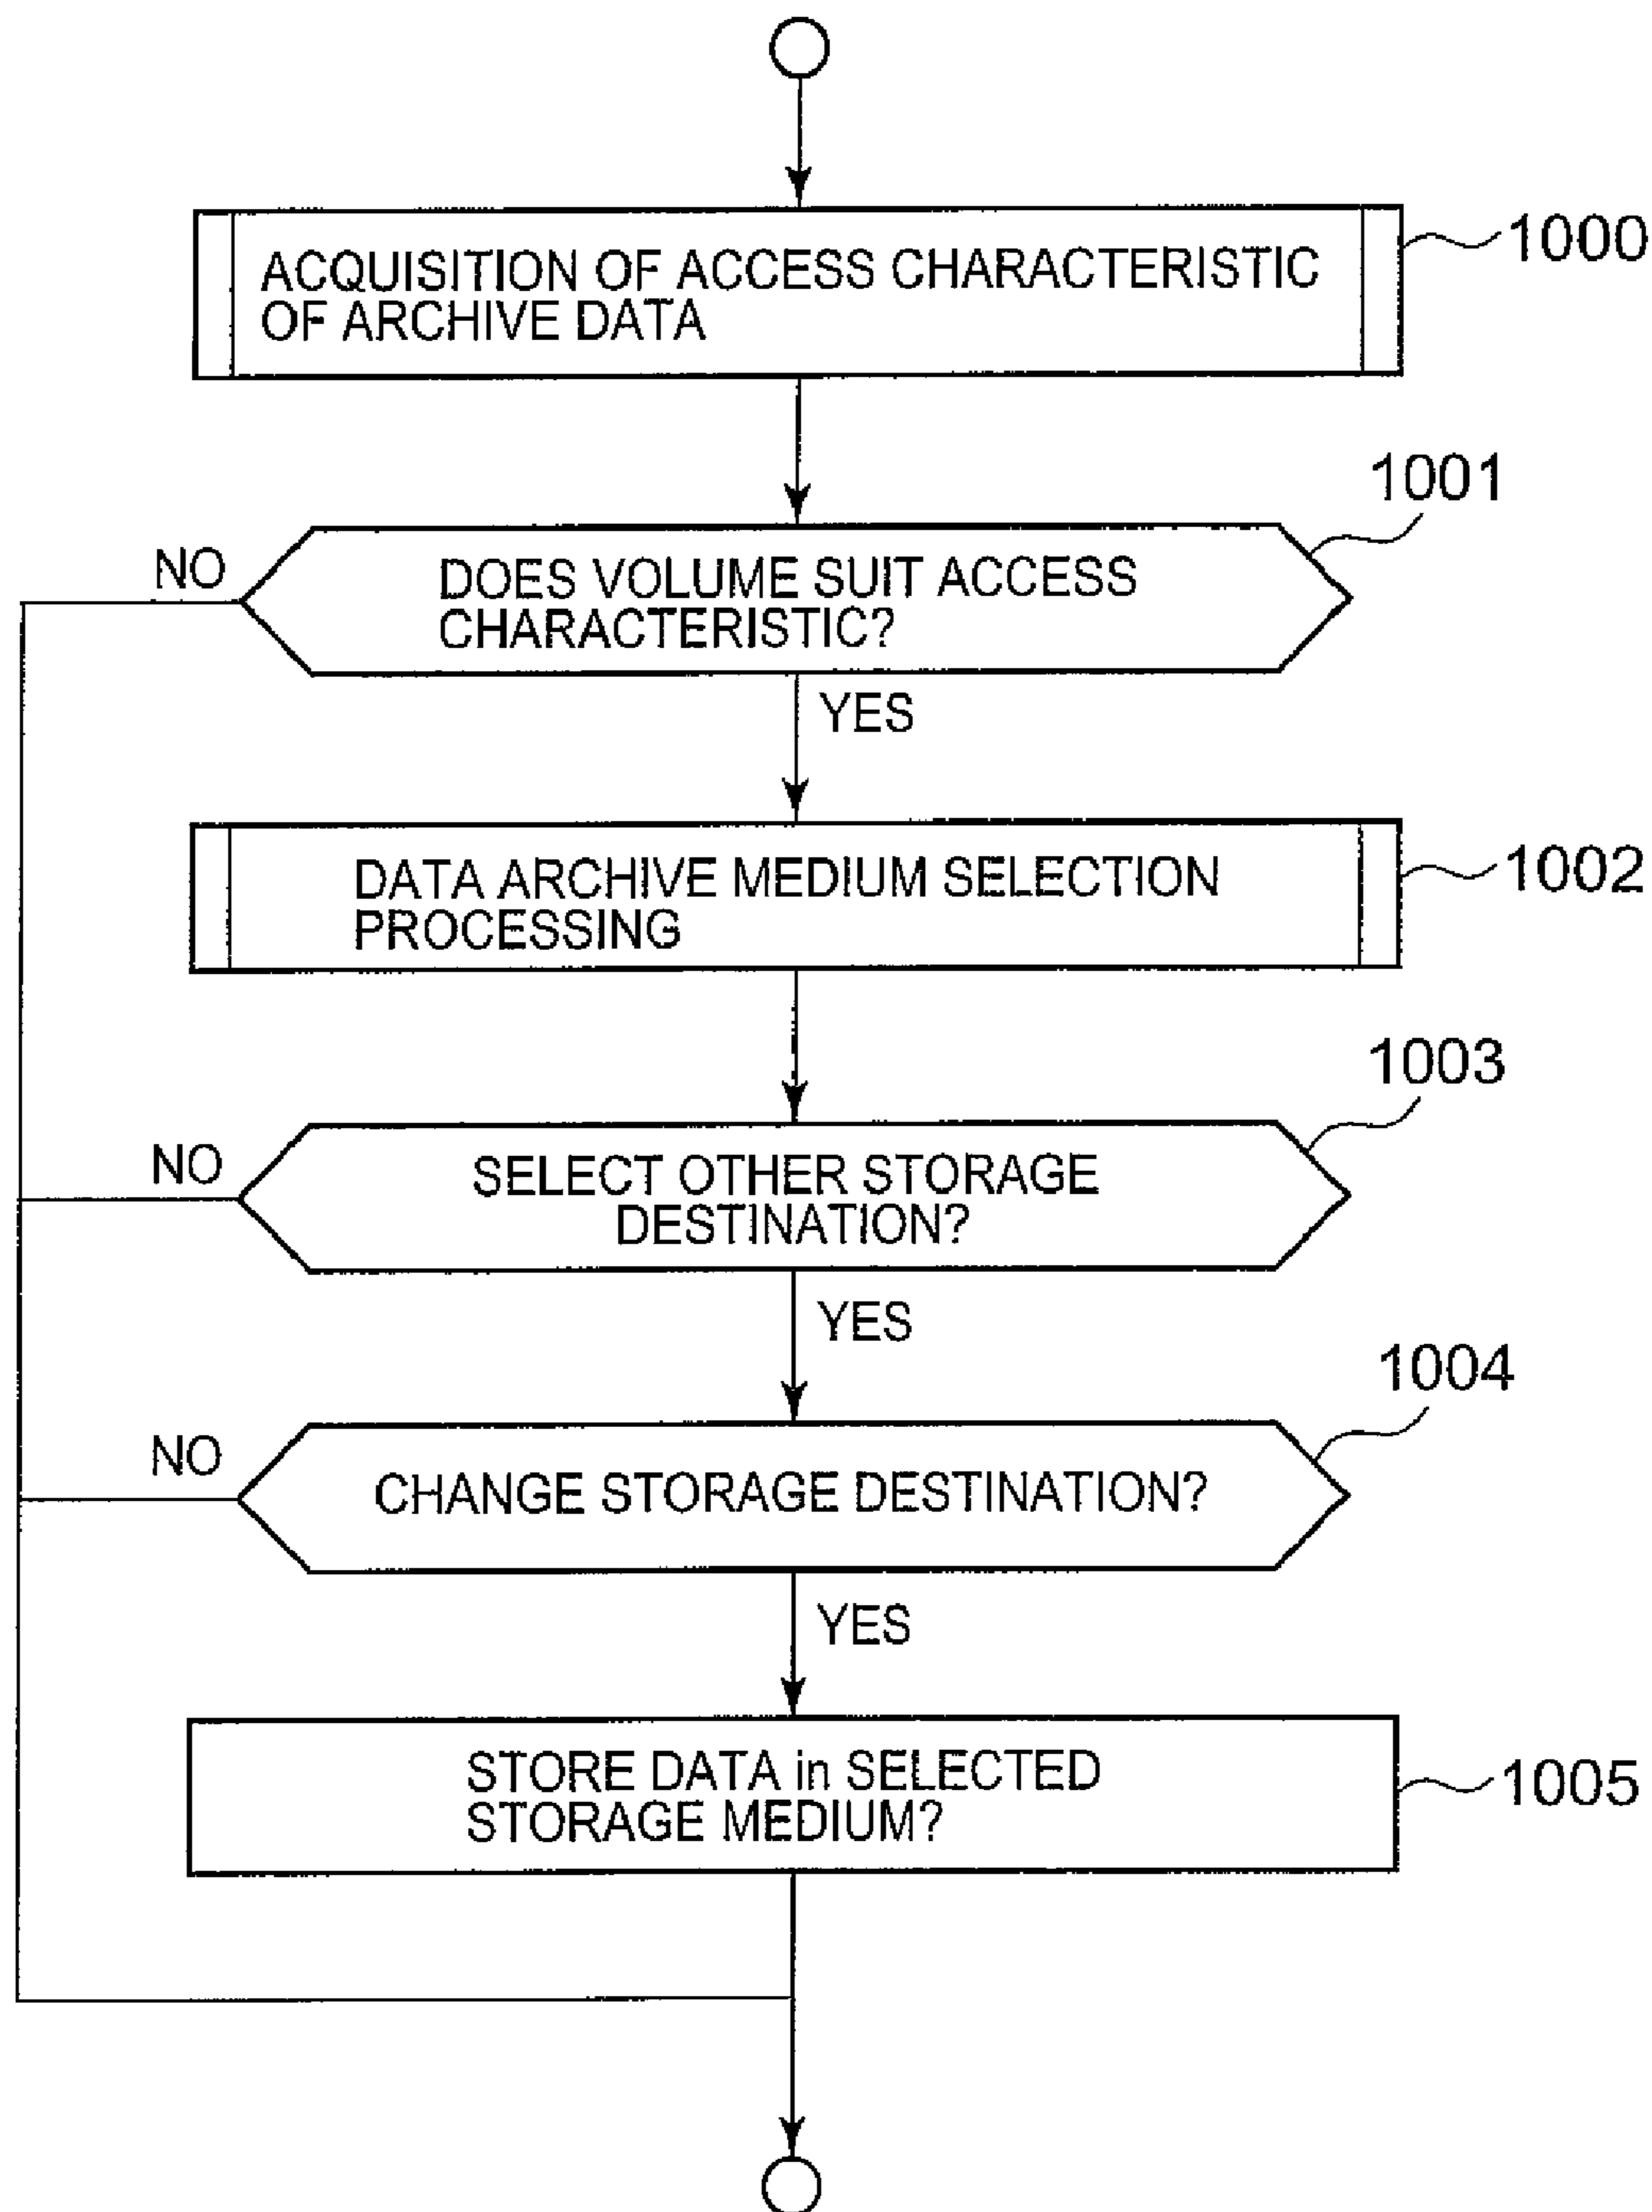 ACQUISITION OF ACCESS CHARACTERISTIC
OF ARCHIVE DATA
1000
1001
NO
DOES VOLUME SUIT ACCESS
CHARACTERISTIC?
YES
DATA ARCHIVE MEDIUM SELECTION
PROCESSING
1002
1003
NO
SELECT OTHER STORAGE
DESTINATION?
YES
1004
NO
CHANGE STORAGE DESTINATION?
YES
STORE DATA in SELECTED
STORAGE MEDIUM?
1005